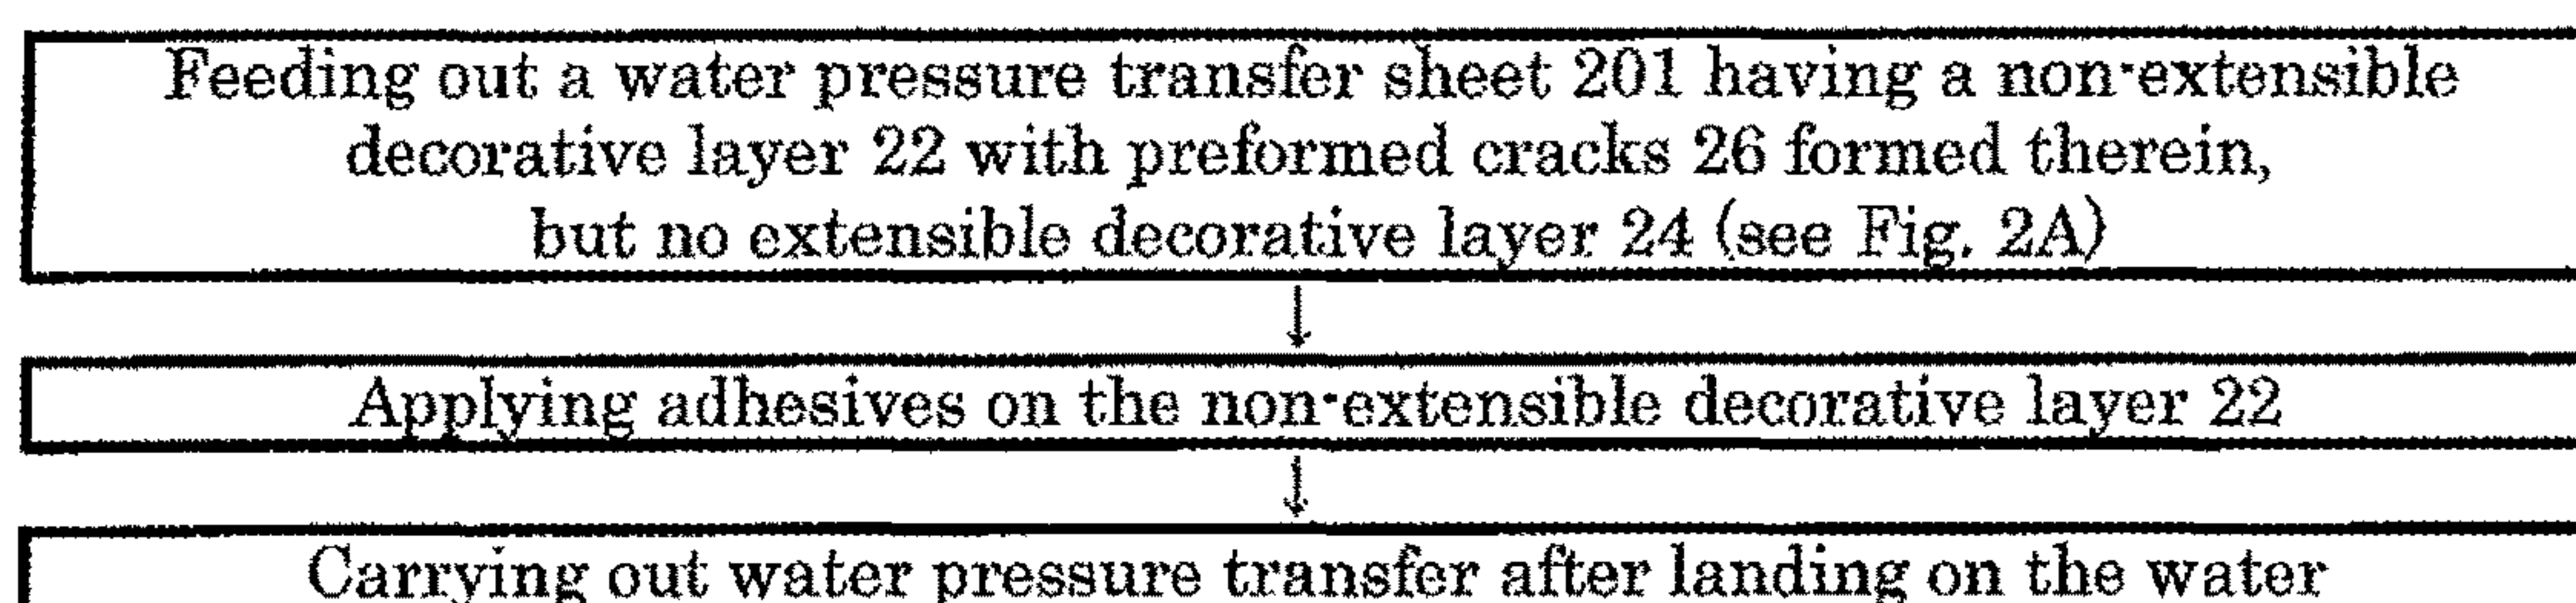 Feeding out a water pressure transfer sheet 201 having a non-extensible
decorative layer 22 with preformed cracks 26 formed therein,
but no extensible decorative layer 24 (see Fig. 2A)
↓
Applying adhesives on the non-extensible decorative layer 22
↓
Carrying out water pressure transfer after landing on the water